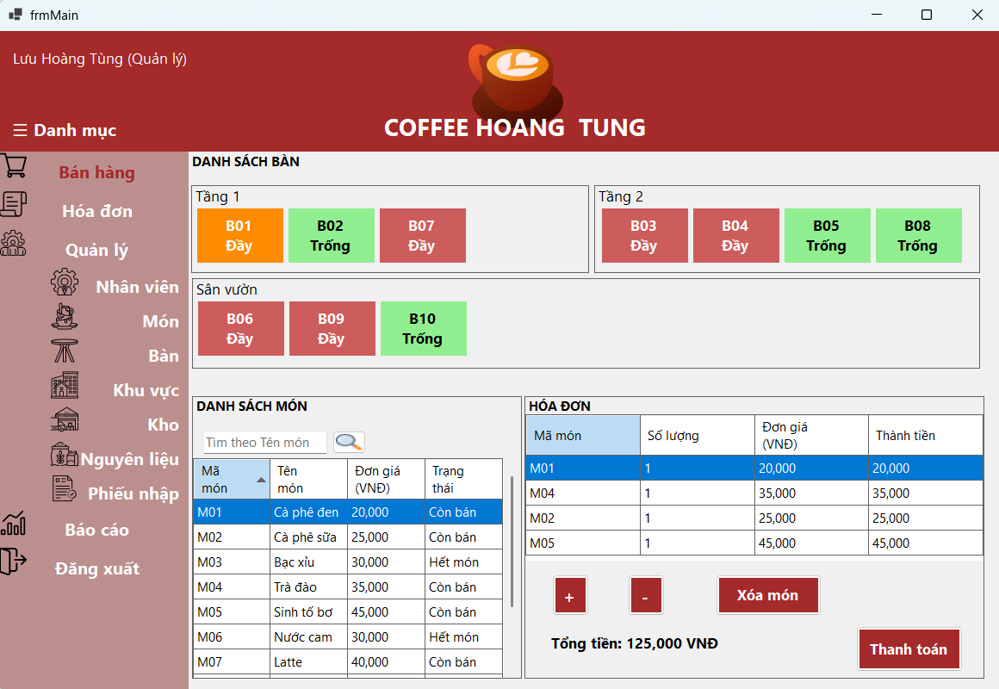 frmMain
Lưu Hoàng Tùng (Quản lý)
COFFEE HOANG TUNG
☰ Danh mục
Bán hàng
Hóa đơn
Quản lý
Nhân viên
Món
Bàn
Khu vực
Kho
Nguyên liệu
Phiếu nhập
Báo cáo
Đăng xuất
DANH SÁCH BÀN
Tầng 1
B01 B02 B07
Đầy Trống Đầy
Tầng 2
B03 B04 B05 B08
Đầy Đầy Trống Trống
Sân vườn
B06 B09 B10
Đầy Đầy Trống
DANH SÁCH MÓN
Tìm theo Tên món
Mã món Tên món Đơn giá (VNĐ) Trạng thái
M01 Cà phê đen 20,000 Còn bán
M02 Cà phê sữa 25,000 Còn bán
M03 Bạc xỉu 30,000 Hết món
M04 Trà đào 35,000 Còn bán
M05 Sinh tố bơ 45,000 Còn bán
M06 Nước cam 30,000 Hết món
M07 Latte 40,000 Còn bán
HÓA ĐƠN
Mã món Số lượng Đơn giá (VNĐ) Thành tiền
M01 1 20,000 20,000
M04 1 35,000 35,000
M02 1 25,000 25,000
M05 1 45,000 45,000
+ - Xóa món
Tổng tiền: 125,000 VNĐ
Thanh toán